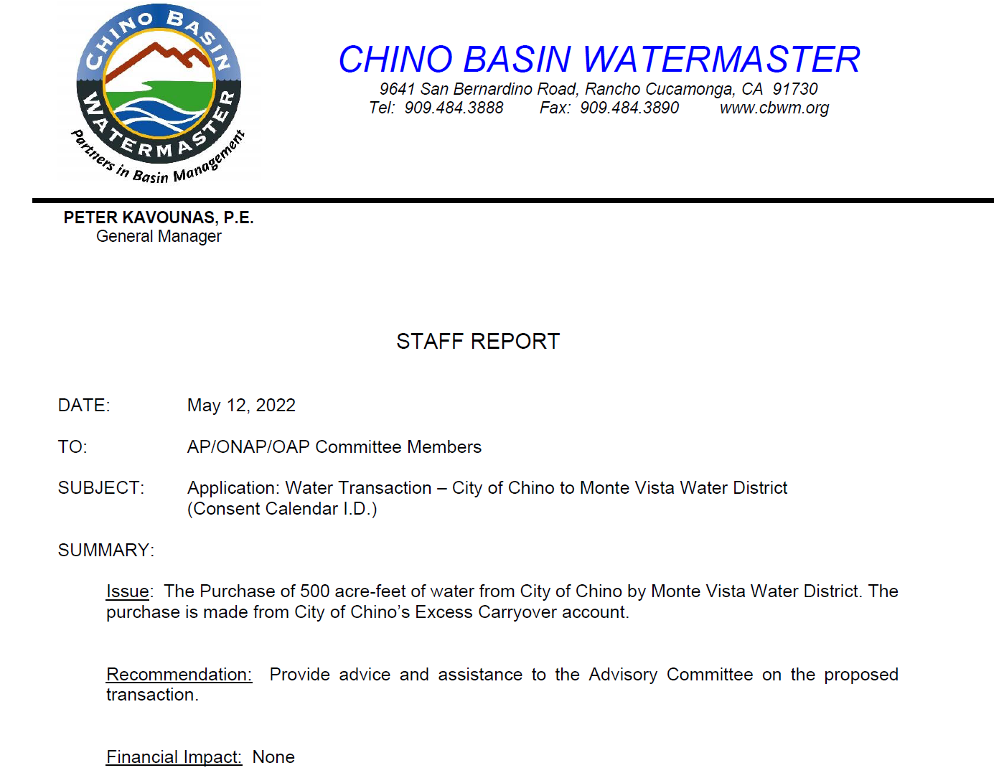 CHINO BASIN
WATERMASTER
Partners in Basin Management
CHINO BASIN WATERMASTER
9641 San Bernardino Road, Rancho Cucamonga, CA  91730
Tel:  909.484.3888        Fax:  909.484.3890        www.cbwm.org
PETER KAVOUNAS, P.E.
General Manager
STAFF REPORT
DATE: May 12, 2022
TO: AP/ONAP/OAP Committee Members
SUBJECT: Application: Water Transaction – City of Chino to Monte Vista Water District
(Consent Calendar I.D.)
SUMMARY:
Issue:  The Purchase of 500 acre-feet of water from City of Chino by Monte Vista Water District. The
purchase is made from City of Chino's Excess Carryover account.
Recommendation:  Provide advice and assistance to the Advisory Committee on the proposed
transaction.
Financial Impact:  None